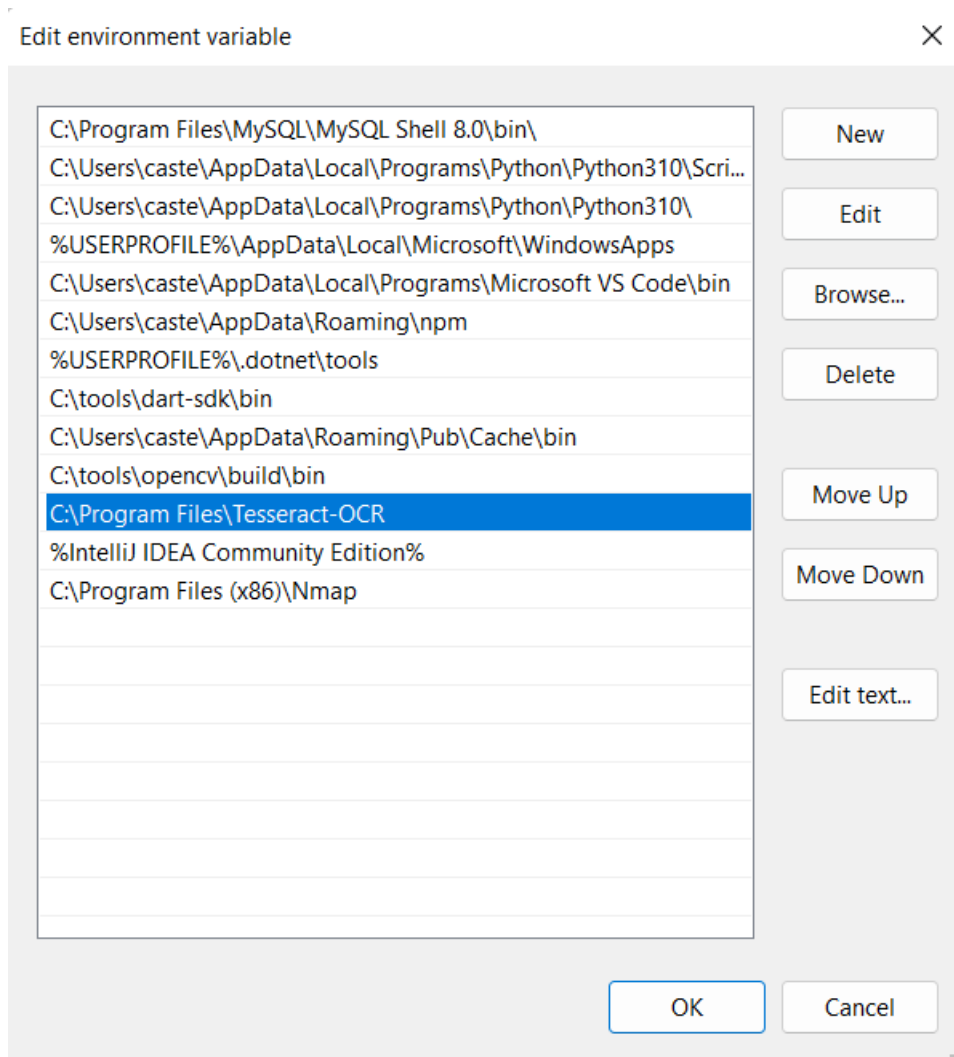 Edit environment variable
C:\Program Files\MySQL\MySQL Shell 8.0\bin\
C:\Users\caste\AppData\Local\Programs\Python\Python310\Scri...
C:\Users\caste\AppData\Local\Programs\Python\Python310\
%USERPROFILE%\AppData\Local\Microsoft\WindowsApps
C:\Users\caste\AppData\Local\Programs\Microsoft VS Code\bin
C:\Users\caste\AppData\Roaming\npm
%USERPROFILE%\.dotnet\tools
C:\tools\dart-sdk\bin
C:\Users\caste\AppData\Roaming\Pub\Cache\bin
C:\tools\opencv\build\bin
C:\Program Files\Tesseract-OCR
%IntelliJ IDEA Community Edition%
C:\Program Files (x86)\Nmap
New
Edit
Browse...
Delete
Move Up
Move Down
Edit text...
OK
Cancel